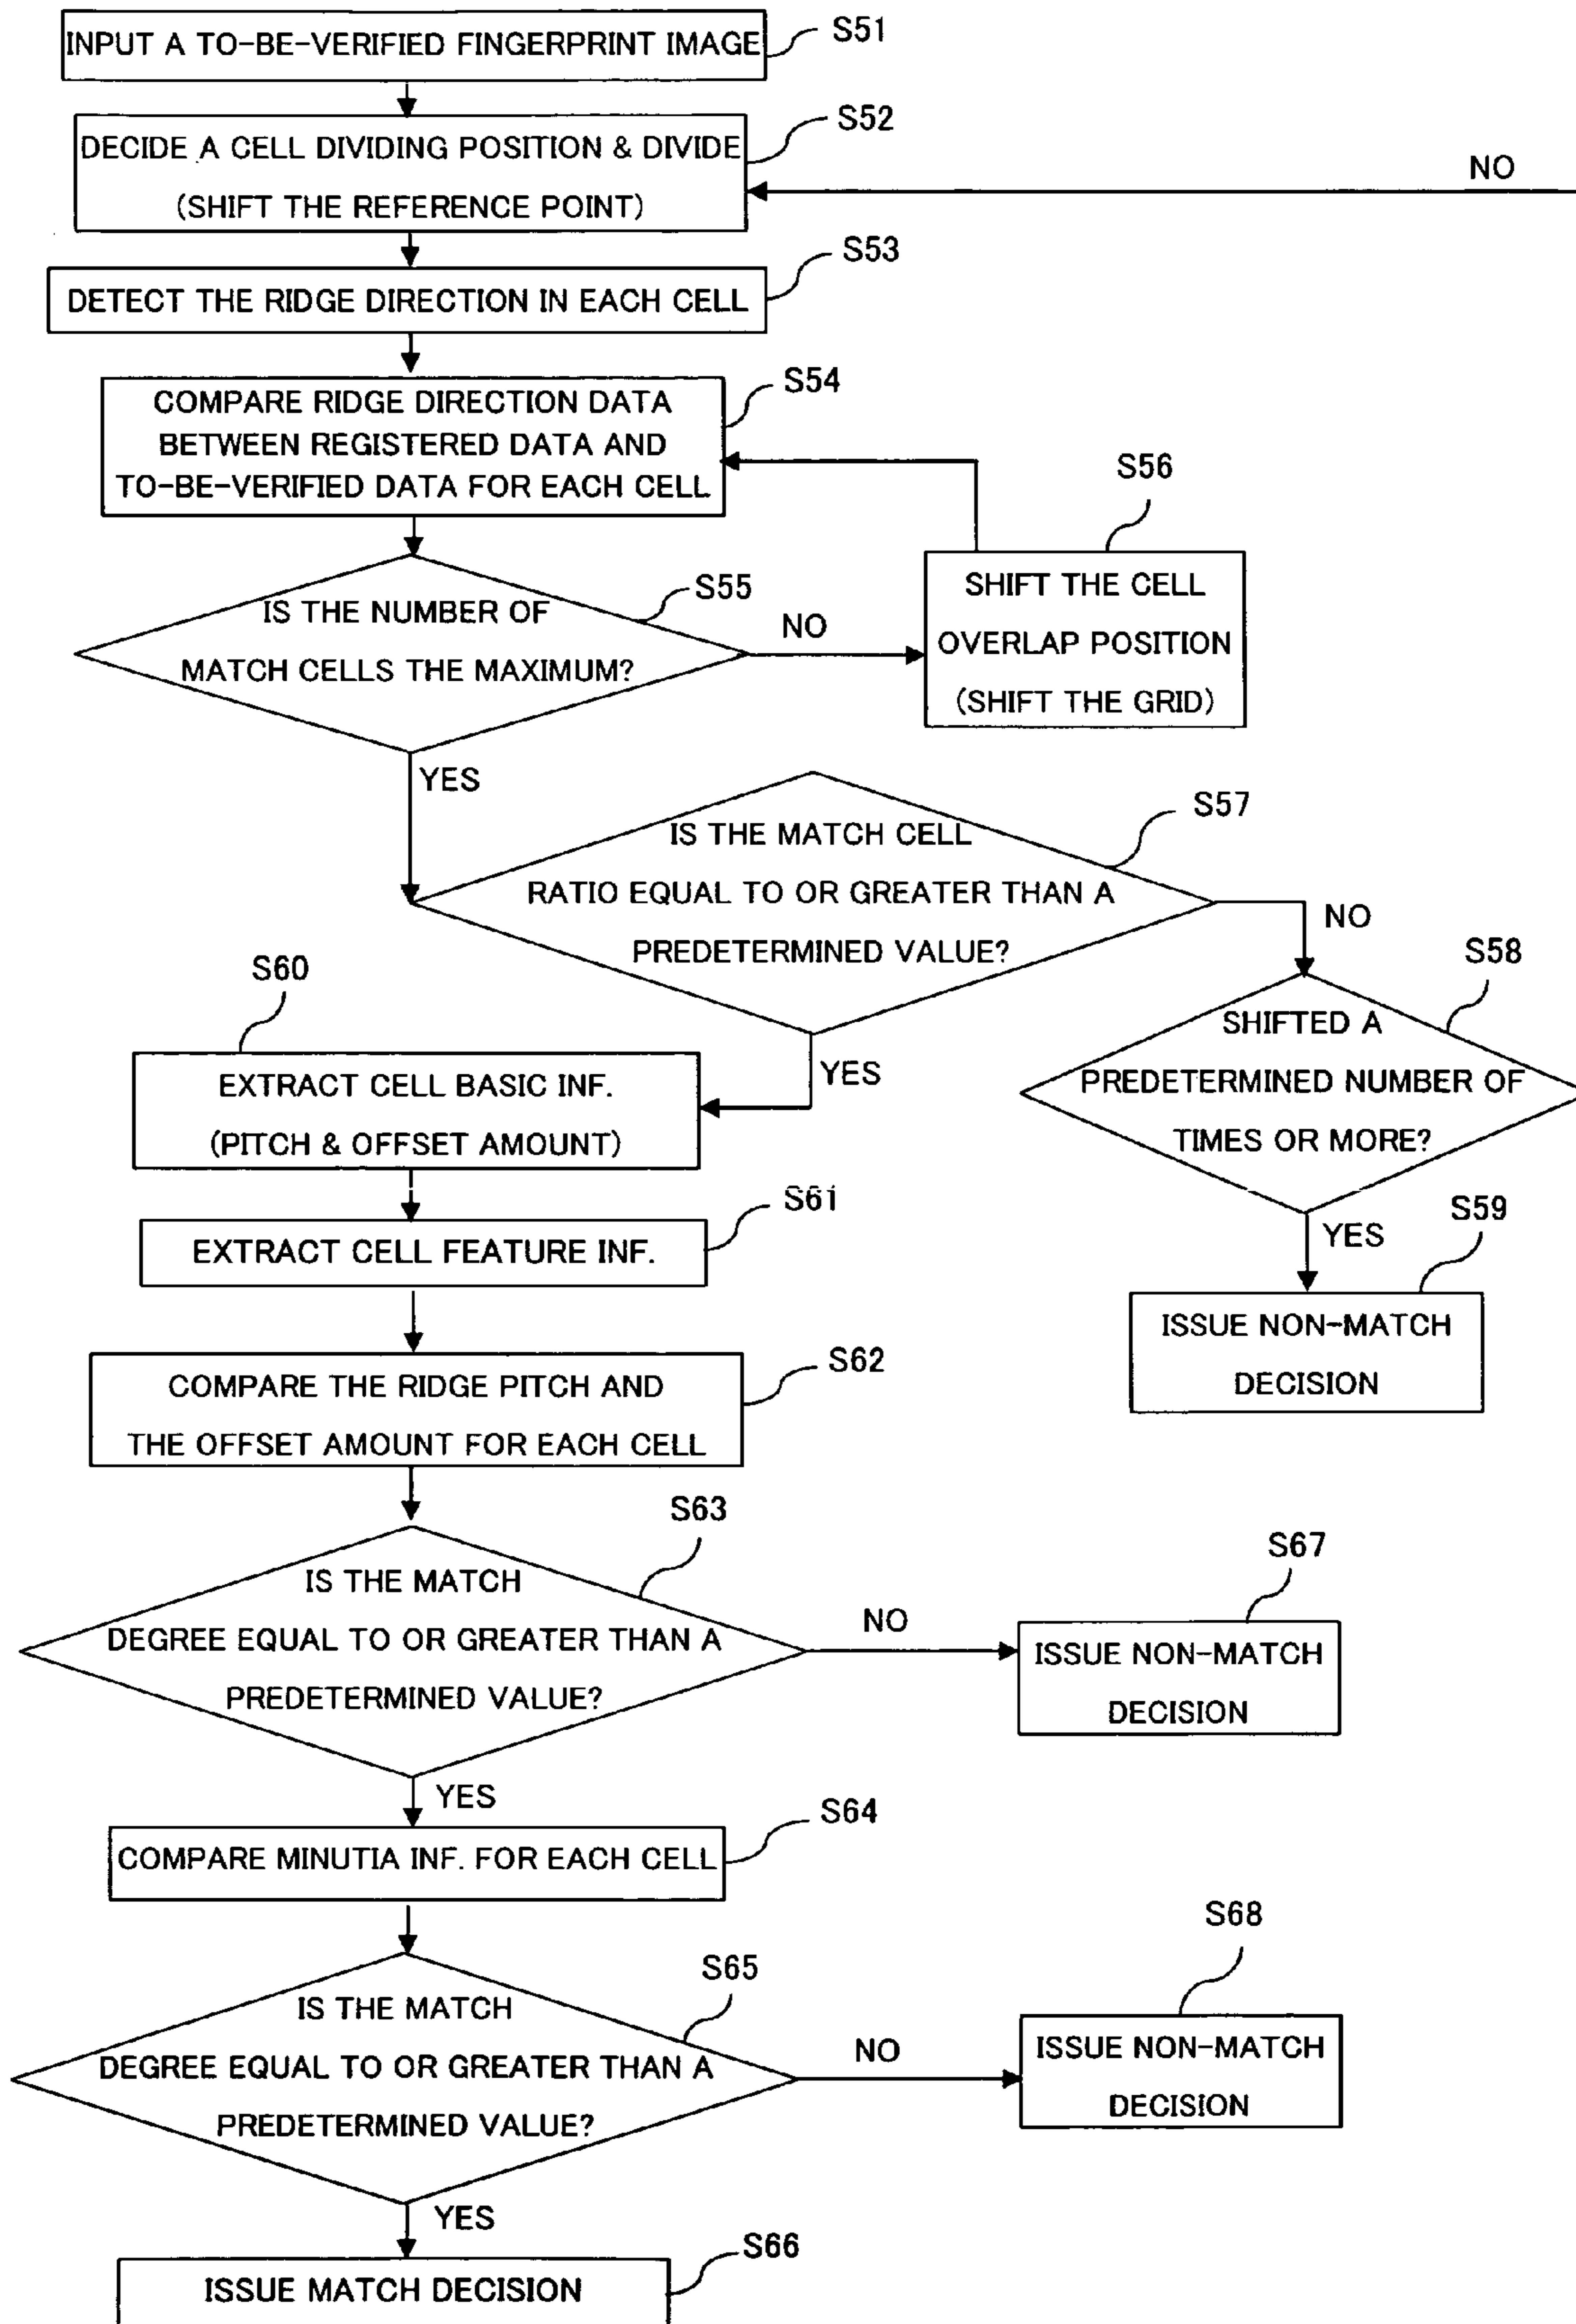 INPUT A TO-BE-VERIFIED FINGERPRINT IMAGE
S51
DECIDE A CELL DIVIDING POSITION & DIVIDE
(SHIFT THE REFERENCE POINT)
S52
NO
DETECT THE RIDGE DIRECTION IN EACH CELL
S53
COMPARE RIDGE DIRECTION DATA
BETWEEN REGISTERED DATA AND
TO-BE-VERIFIED DATA FOR EACH CELL
S54
IS THE NUMBER OF
MATCH CELLS THE MAXIMUM?
S55
NO
S56
SHIFT THE CELL
OVERLAP POSITION
(SHIFT THE GRID)
YES
IS THE MATCH CELL
RATIO EQUAL TO OR GREATER THAN A
PREDETERMINED VALUE?
S57
NO
S58
SHIFTED A
PREDETERMINED NUMBER OF
TIMES OR MORE?
YES
S59
ISSUE NON-MATCH
DECISION
YES
S60
EXTRACT CELL BASIC INF.
(PITCH & OFFSET AMOUNT)
S61
EXTRACT CELL FEATURE INF.
S62
COMPARE THE RIDGE PITCH AND
THE OFFSET AMOUNT FOR EACH CELL
S63
IS THE MATCH
DEGREE EQUAL TO OR GREATER THAN A
PREDETERMINED VALUE?
NO
S67
ISSUE NON-MATCH
DECISION
YES
S64
COMPARE MINUTIA INF. FOR EACH CELL
S65
IS THE MATCH
DEGREE EQUAL TO OR GREATER THAN A
PREDETERMINED VALUE?
NO
S68
ISSUE NON-MATCH
DECISION
YES
S66
ISSUE MATCH DECISION